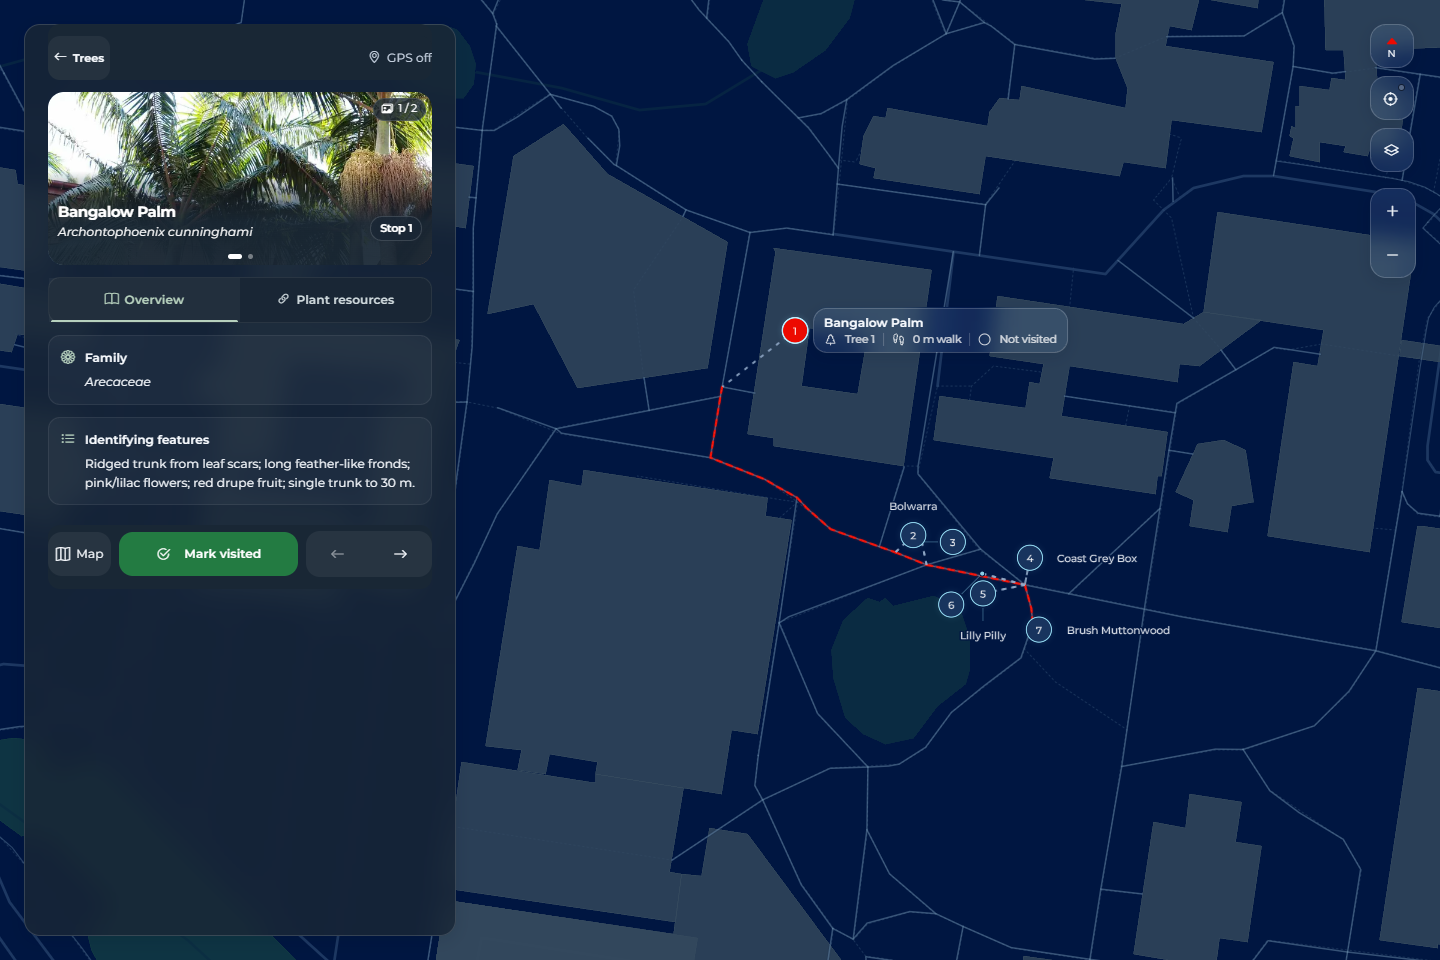 Trees
GPS off
1 / 2
Bangalow Palm
Archontophoenix cunninghami
Stop 1
Overview
Plant resources
Family
Arecaceae
Identifying features
Ridged trunk from leaf scars; long feather-like fronds;
pink/lilac flowers; red drupe fruit; single trunk to 30 m.
Map
Mark visited
N
1
Bangalow Palm
Tree 1
0 m walk
Not visited
Bolwarra
2
3
4
Coast Grey Box
5
6
Lilly Pilly
7
Brush Muttonwood